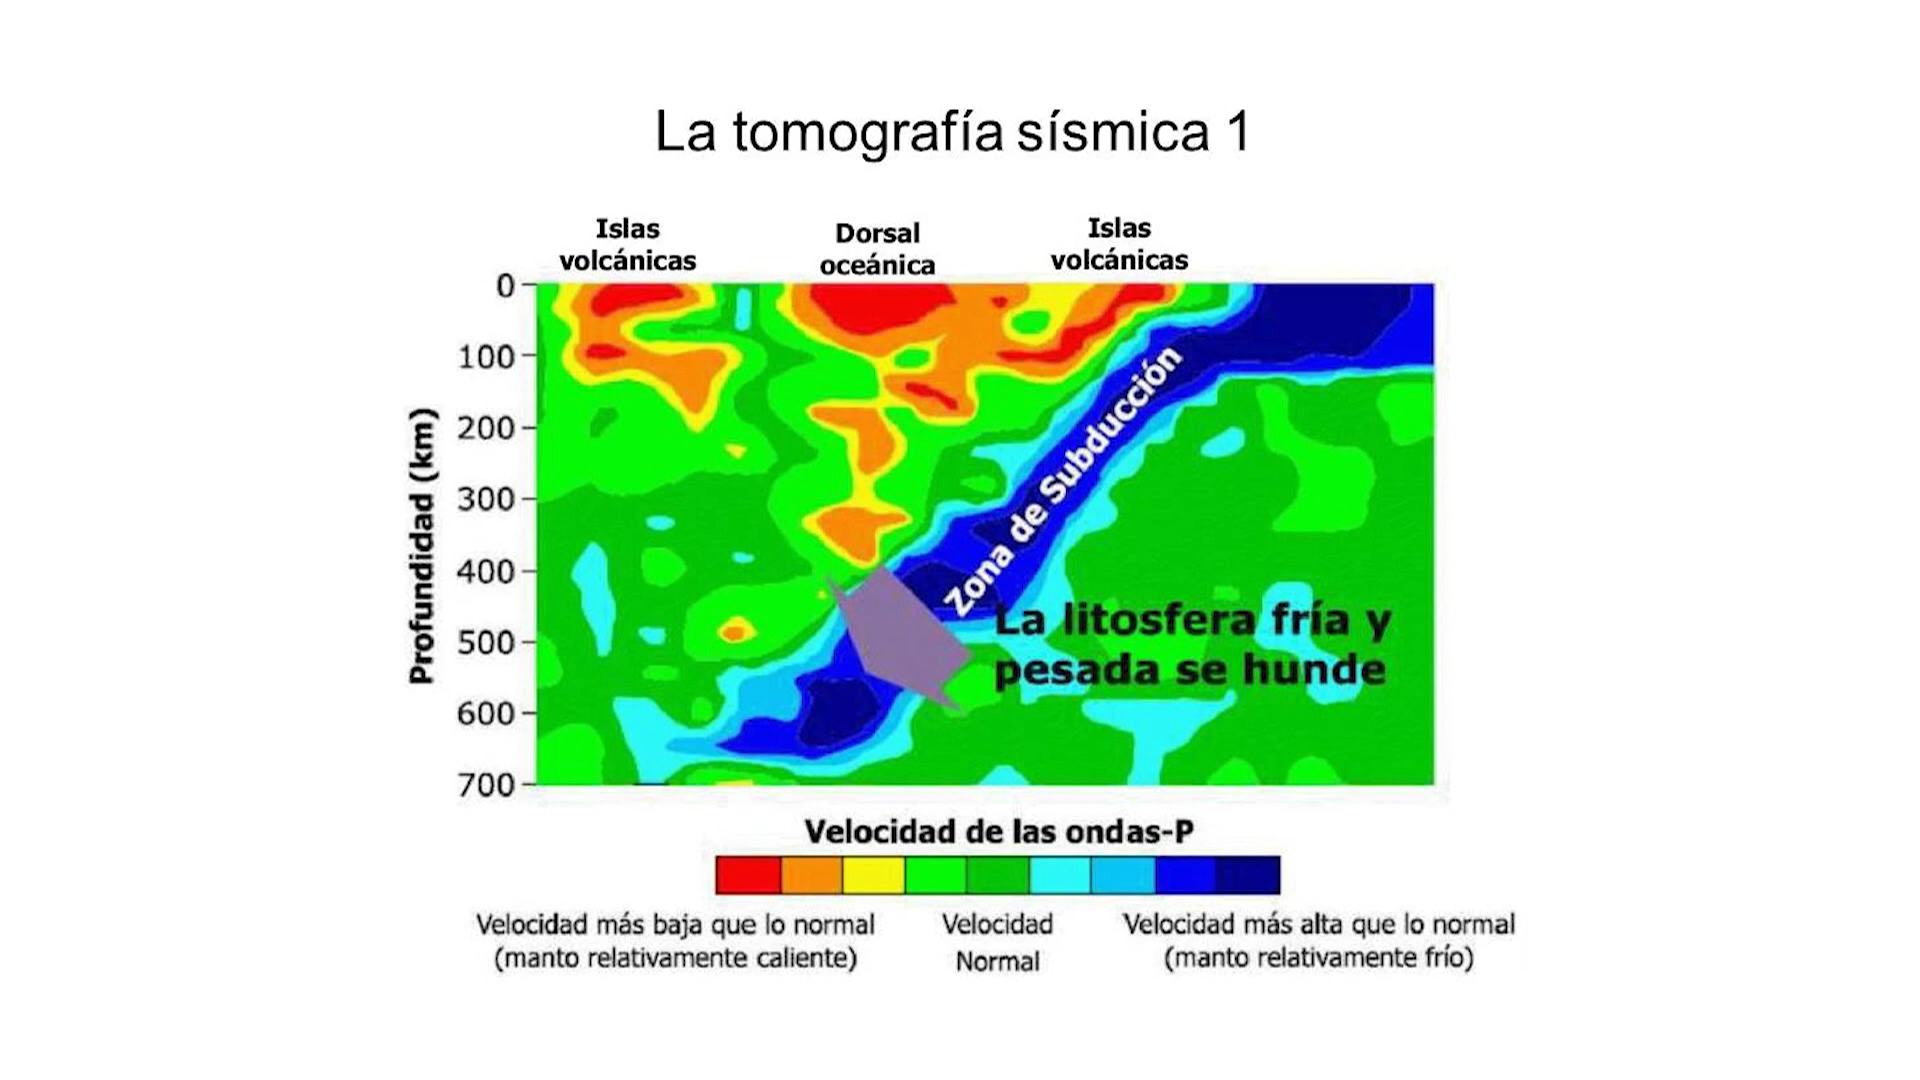 La tomografía sísmica 1
Islas
volcánicas
Dorsal
oceánica
Islas
volcánicas
Profundidad (km)
0
100
200
300
400
500
600
700
Zona de Subducción
La litosfera fría y
pesada se hunde
Velocidad de las ondas-P
Velocidad más baja que lo normal
(manto relativamente caliente)
Velocidad
Normal
Velocidad más alta que lo normal
(manto relativamente frío)